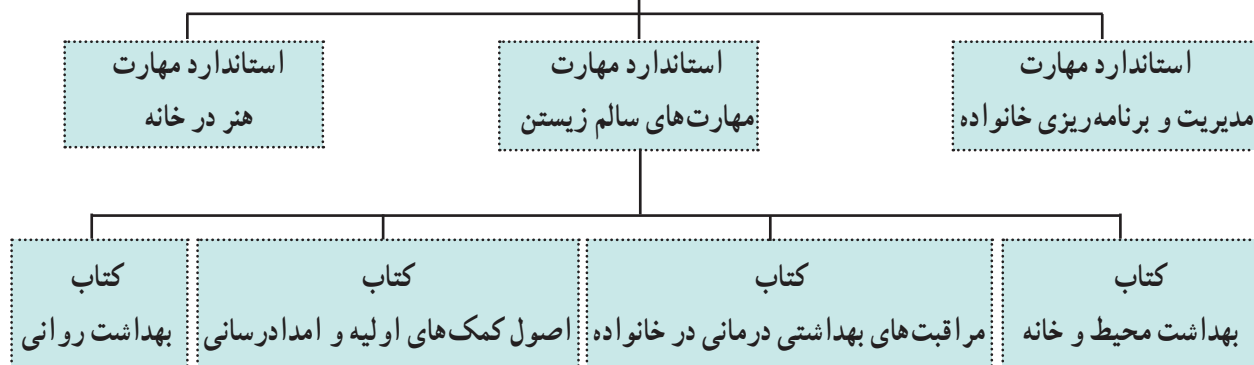 استاندارد مهارت
مدیریت و برنامه‌ریزی خانواده
استاندارد مهارت
مهارت‌های سالم زیستن
استاندارد مهارت
هنر در خانه
کتاب
بهداشت محیط و خانه
کتاب
مراقبت‌های بهداشتی درمانی در خانواده
کتاب
اصول کمک‌های اولیه و امدادرسانی
کتاب
بهداشت روانی